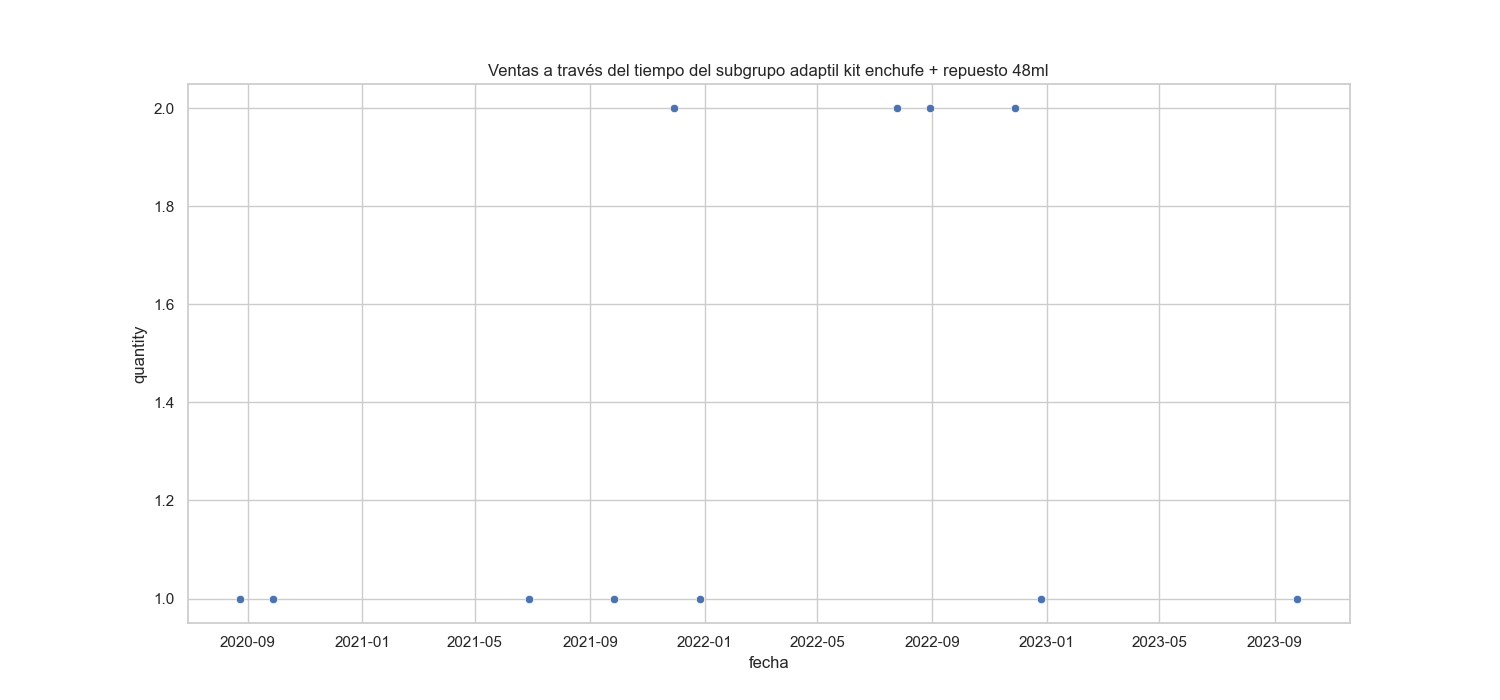 Ventas a través del tiempo del subgrupo adaptil kit enchufe + repuesto 48ml
2.0
1.8
1.6
1.4
1.2
1.0
quantity
2020-09 2021-01 2021-05 2021-09 2022-01 2022-05 2022-09 2023-01 2023-05 2023-09
fecha